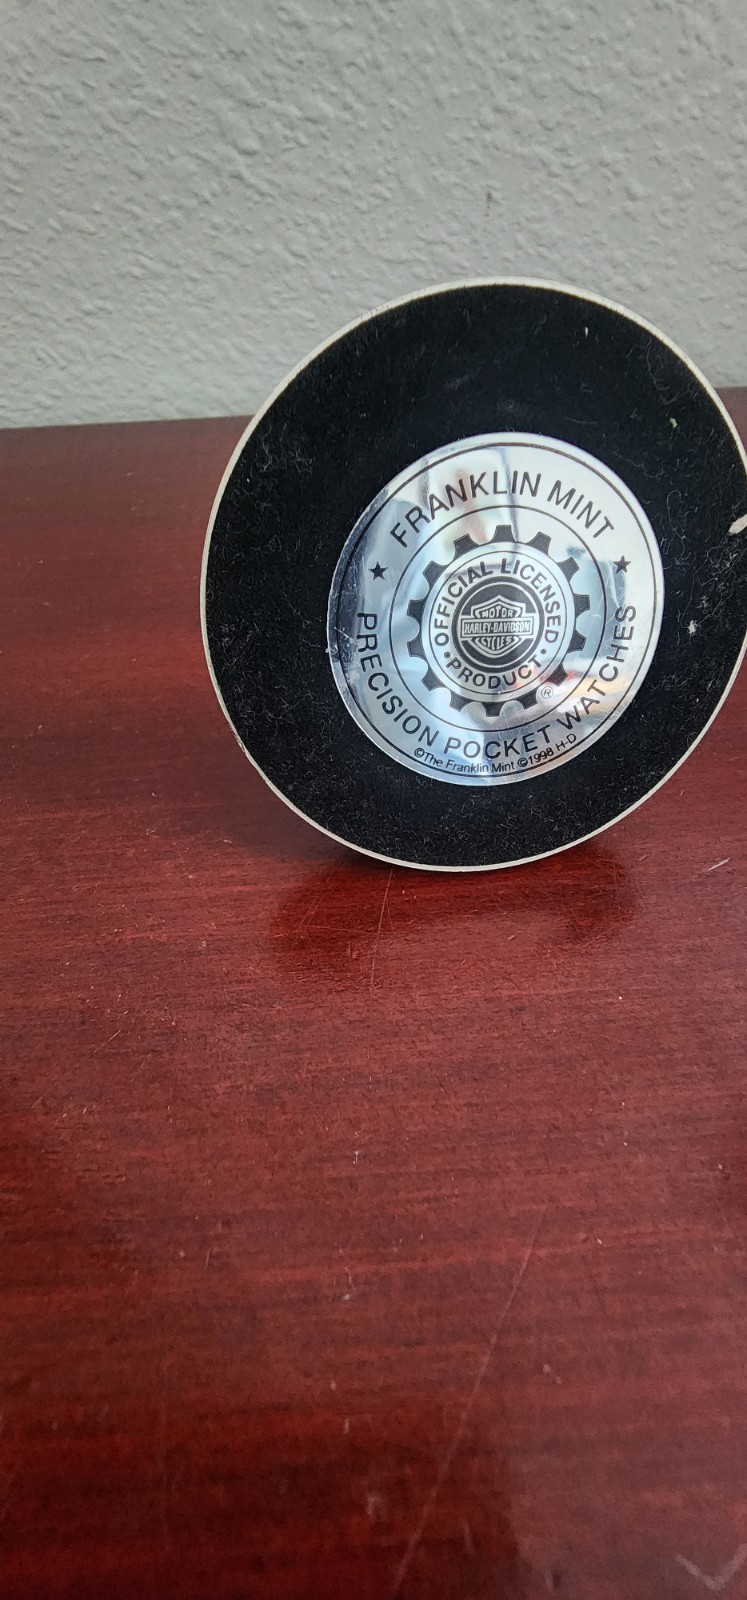 FRANKLIN MINT
★ ★
PRECISION POCKET WATCHES
©The Franklin Mint ©1998 H-D
OFFICIAL LICENSED
•PRODUCT•
®
MOTOR
HARLEY-DAVIDSON
CYCLES